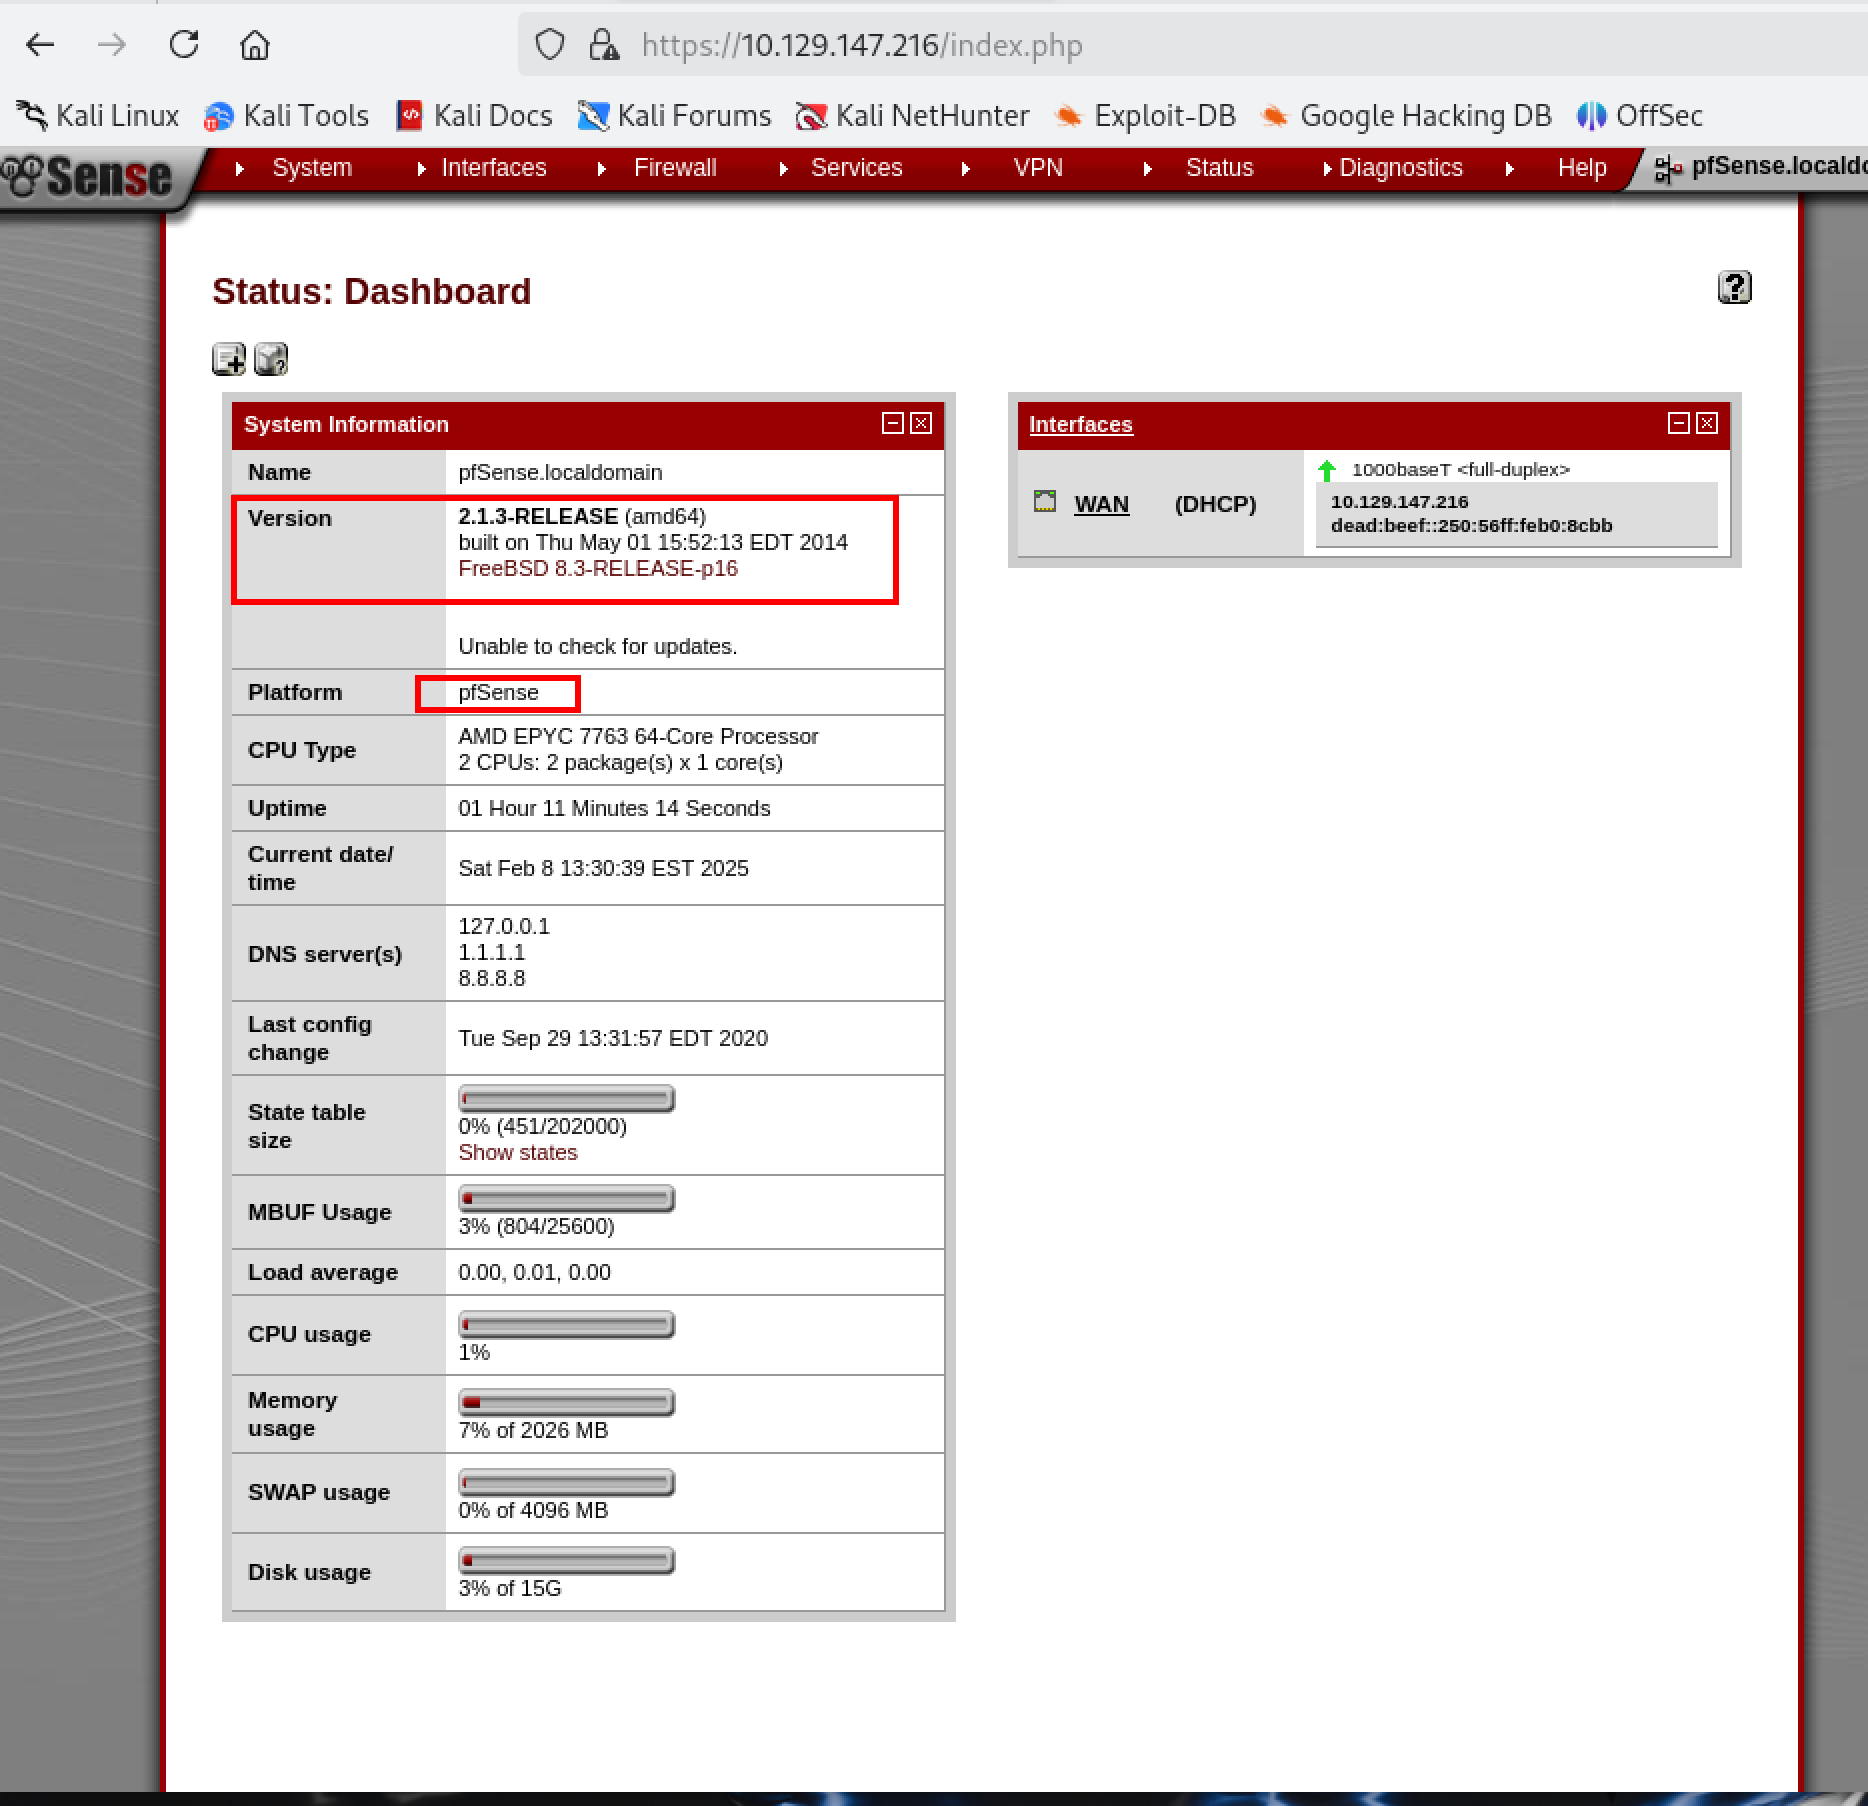 https://10.129.147.216/index.php
Kali Linux Kali Tools Kali Docs Kali Forums Kali NetHunter Exploit-DB Google Hacking DB OffSec
Sense System Interfaces Firewall Services VPN Status Diagnostics Help pfSense.locald
Status: Dashboard
System Information
Name pfSense.localdomain
Version 2.1.3-RELEASE (amd64)
built on Thu May 01 15:52:13 EDT 2014
FreeBSD 8.3-RELEASE-p16
Unable to check for updates.
Platform pfSense
CPU Type AMD EPYC 7763 64-Core Processor
2 CPUs: 2 package(s) x 1 core(s)
Uptime 01 Hour 11 Minutes 14 Seconds
Current date/
time Sat Feb 8 13:30:39 EST 2025
DNS server(s) 127.0.0.1
1.1.1.1
8.8.8.8
Last config
change Tue Sep 29 13:31:57 EDT 2020
State table
size 0% (451/202000)
Show states
MBUF Usage 3% (804/25600)
Load average 0.00, 0.01, 0.00
CPU usage 1%
Memory
usage 7% of 2026 MB
SWAP usage 0% of 4096 MB
Disk usage 3% of 15G
Interfaces
WAN (DHCP) 1000baseT <full-duplex>
10.129.147.216
dead:beef::250:56ff:feb0:8cbb